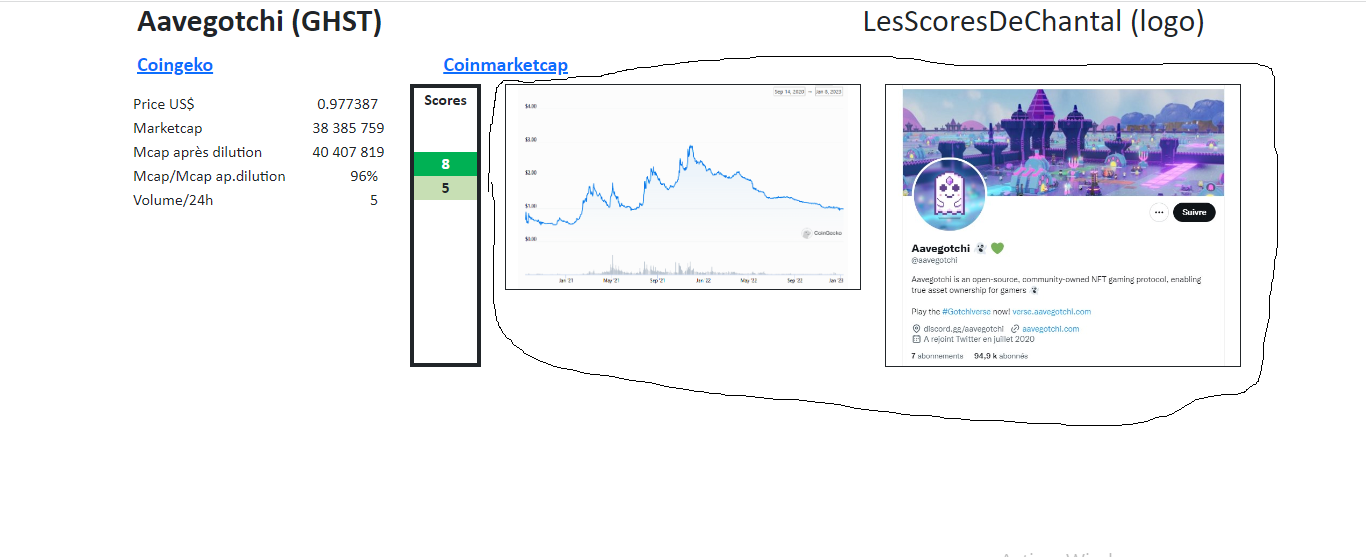 Aavegotchi (GHST)
LesScoresDeChantal (logo)
Coingeko
Coinmarketcap
Price US$ 0.977387
Marketcap 38 385 759
Mcap après dilution 40 407 819
Mcap/Mcap ap.dilution 96%
Volume/24h 5
Scores
8
5
Sep 14, 2020 → Jan 8, 2023
$4.00
$3.00
$2.00
$1.00
$0.00
CoinGecko
Jan '21 May '21 Sep '21 Jan '22 May '22 Sep '22 Jan '23
Suivre
Aavegotchi
@aavegotchi
Aavegotchi is an open-source, community-owned NFT gaming protocol, enabling
true asset ownership for gamers
Play the #Gotchiverse now! verse.aavegotchi.com
discord.gg/aavegotchi aavegotchi.com
A rejoint Twitter en juillet 2020
7 abonnements 94,9 k abonnés